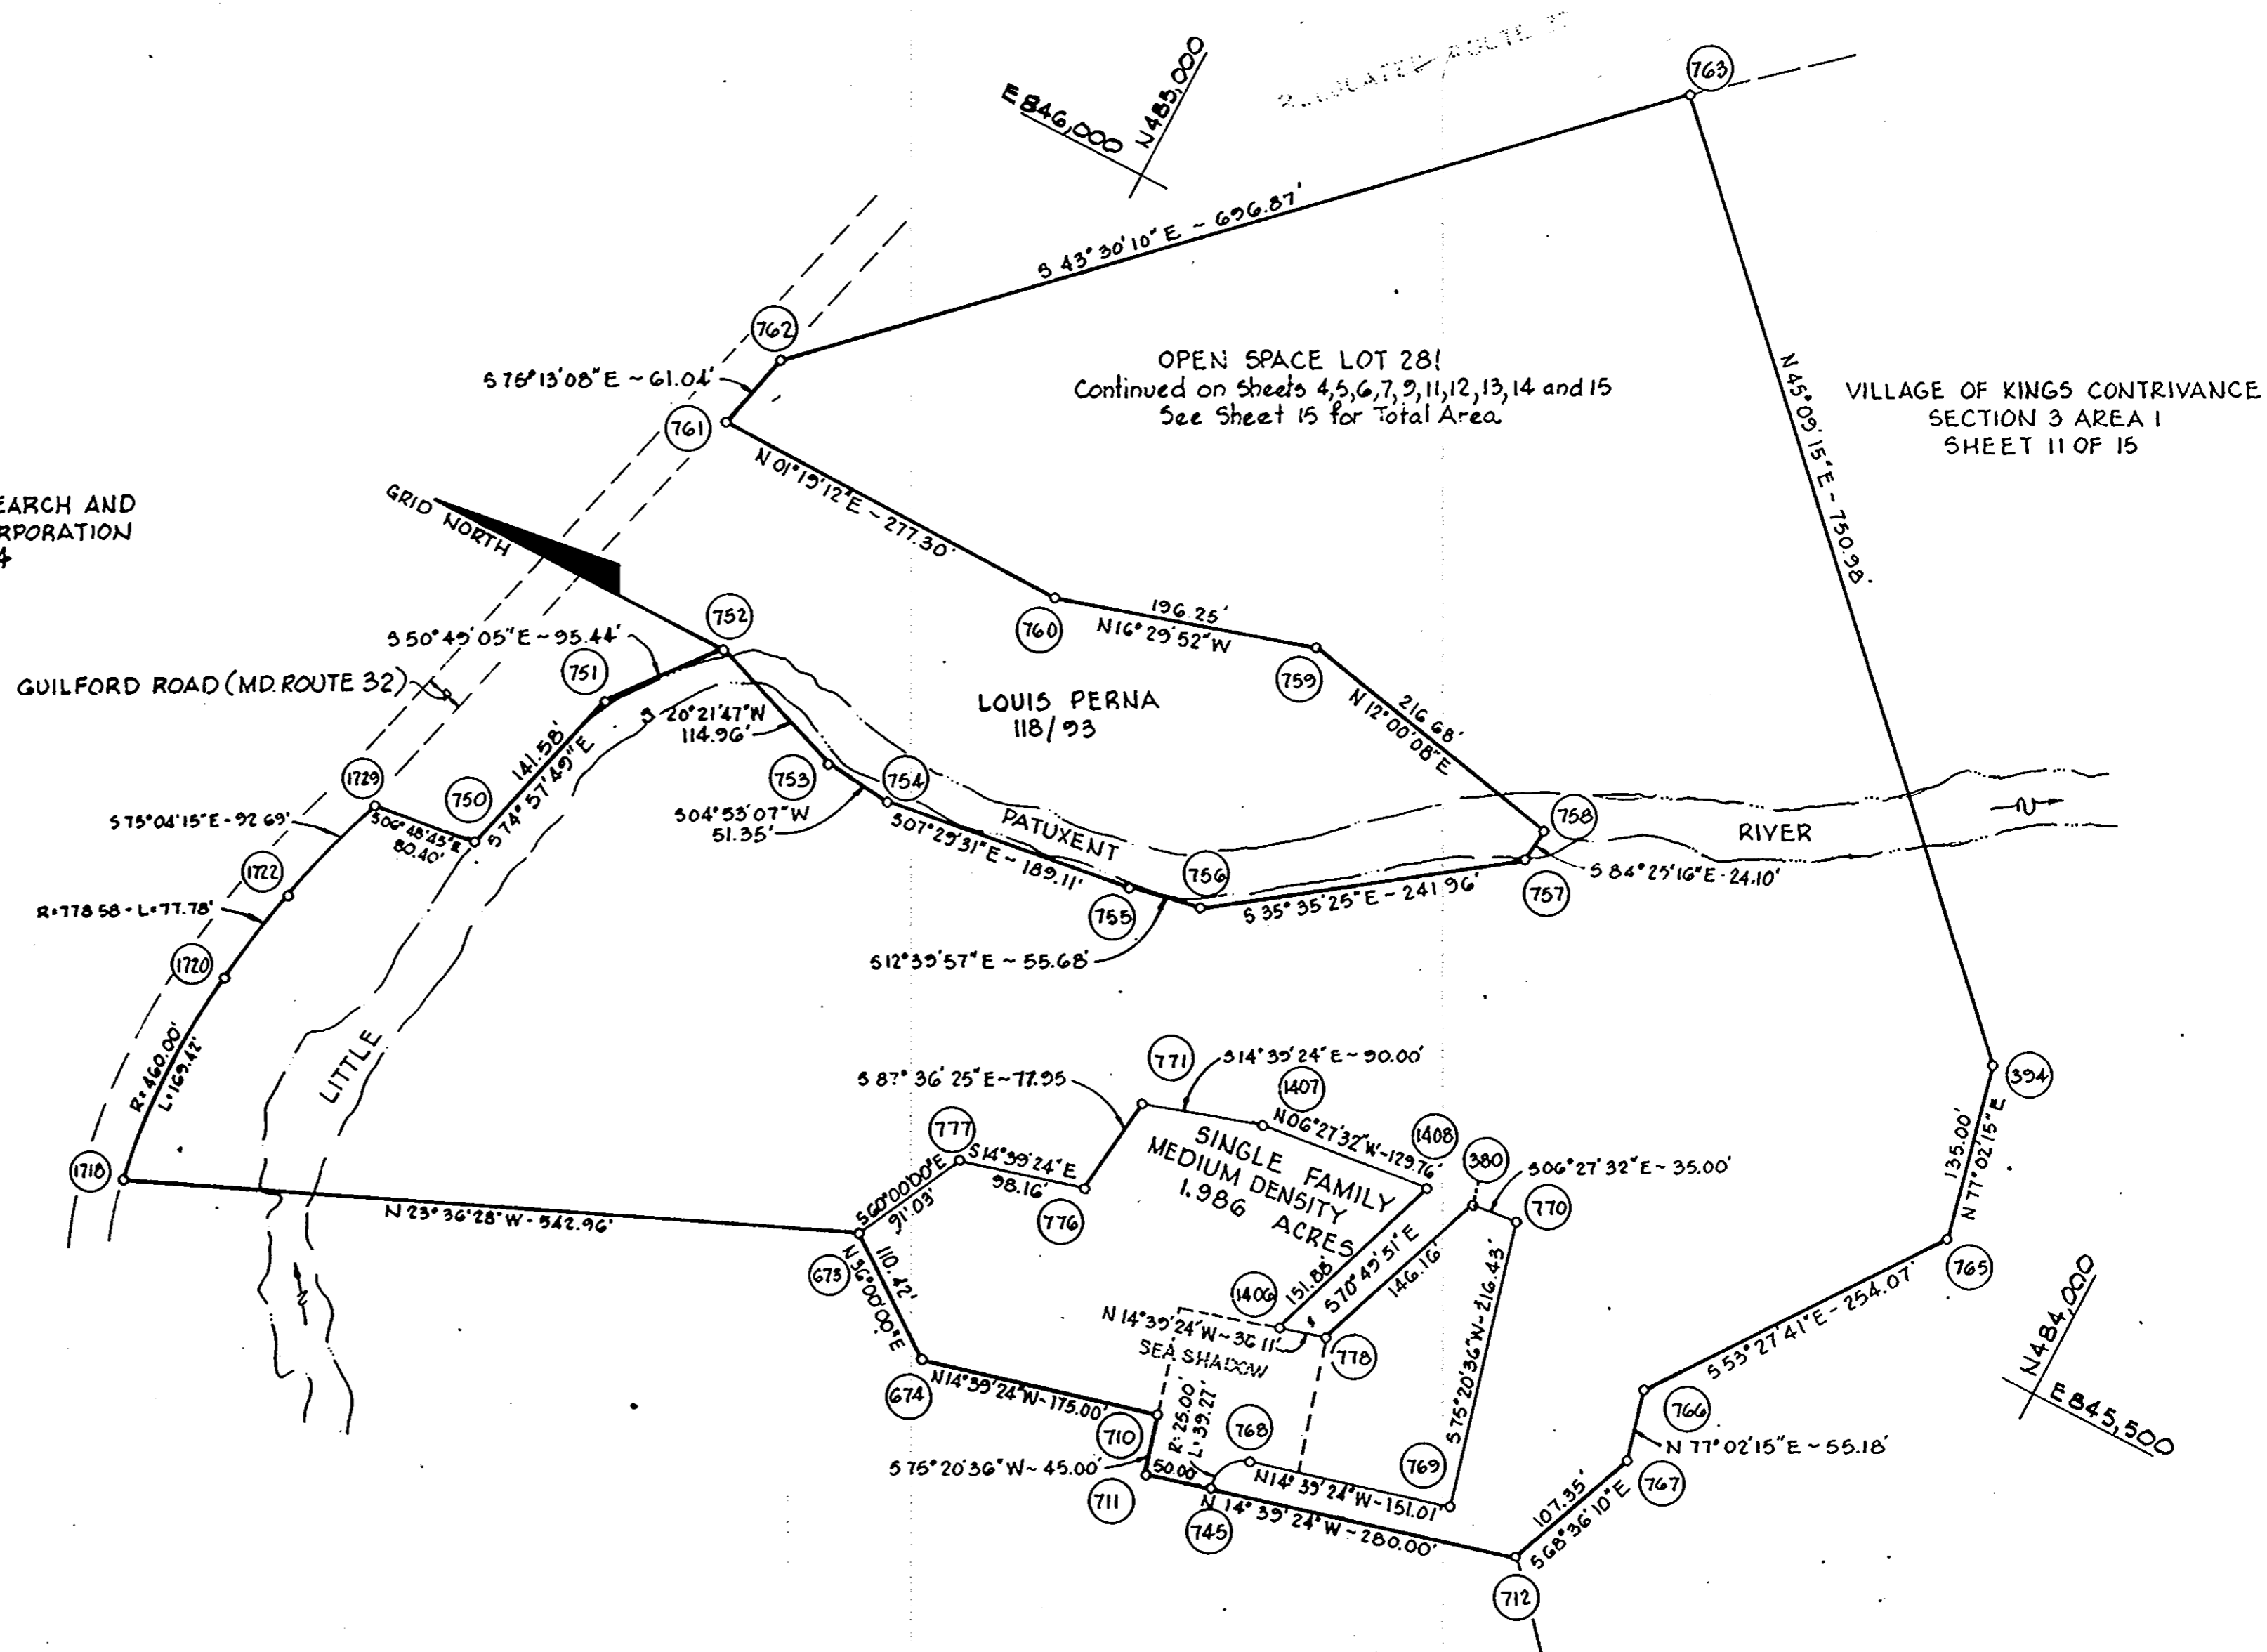 763
E 846,000
N 485,000
S 43° 30' 10" E ~ 696.87'
762
S 75° 13' 08" E ~ 61.04'
761
OPEN SPACE LOT 281
Continued on Sheets 4,5,6,7,9,11,12,13,14 and 15
See Sheet 15 for Total Area
VILLAGE OF KINGS CONTRIVANCE
SECTION 3 AREA 1
SHEET 11 OF 15
N 45° 09' 15" E - 750.98'
N 01° 19' 12" E - 277.30'
EARCH AND
RPORATION
4
GRID NORTH
752
760
196.25'
N 16° 29' 52" W
759
S 50° 49' 05" E ~ 95.44'
751
GUILFORD ROAD (MD. ROUTE 32)
S 20° 21' 47" W
114.96'
LOUIS PERNA
118/93
216.68'
N 12° 00' 08" E
141.58'
S 74° 57' 49" E
1729
750
753
754
S 75° 04' 15" E - 92.69'
S 06° 48' 45" E
80.40'
S 04° 53' 07" W
51.35'
PATUXENT
RIVER
N
758
S 07° 29' 31" E ~ 189.11'
1722
756
S 84° 25' 16" E - 24.10'
757
R=778.58 - L=77.78'
755
S 35° 35' 25" E ~ 241.96'
1720
S 12° 39' 57" E ~ 55.68'
R=460.00'
L=169.42'
LITTLE
771
S 14° 39' 24" E ~ 90.00'
S 87° 36' 25" E ~ 77.95
1407
394
N 06° 27' 32" W - 129.76'
777
1408
SINGLE FAMILY
MEDIUM DENSITY
1.986 ACRES
380
S 06° 27' 32" E ~ 35.00'
135.00'
N 77° 02' 15" E
1718
S 60° 00' 00" E
91.03'
S 14° 39' 24" E
98.16'
776
770
N 23° 36' 28" W - 542.96'
673
110.42'
N 36° 00' 00" E
151.88'
S 70° 49' 51" E
146.16'
S 75° 20' 36" W - 216.43'
765
1406
N 14° 39' 24" W ~ 36.11'
SEA SHADOW
778
S 53° 27' 41" E - 254.07'
N 484,000
E 845,500
N
674
N 14° 39' 24" W - 175.00'
710
R=25.00'
L=39.27'
768
766
N 77° 02' 15" E ~ 55.18'
S 75° 20' 36" W ~ 45.00'
50.00'
N 14° 39' 24" W - 151.01'
769
767
711
745
N 14° 39' 24" W - 280.00'
107.35'
S 68° 36' 10" E
712